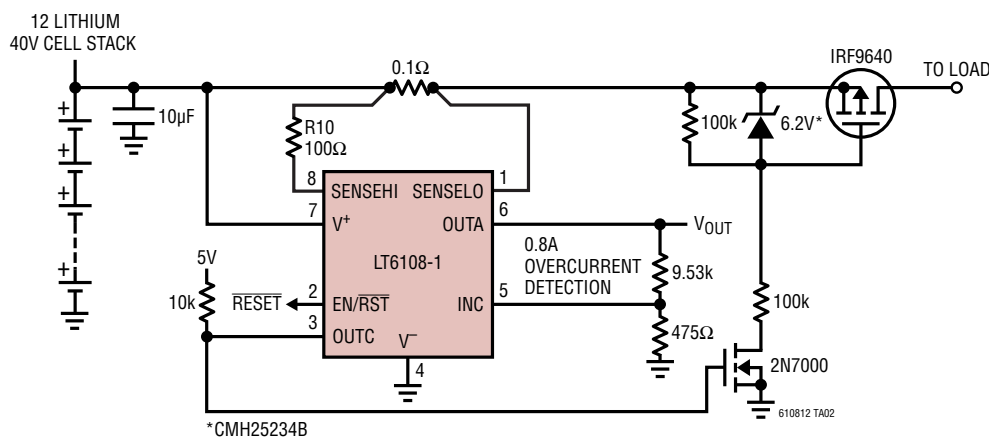 12 LITHIUM
40V CELL STACK
IRF9640
TO LOAD
0.1Ω
10µF
R10
100Ω
100k
6.2V*
8
SENSEHI
SENSELO
1
7
V+
OUTA
6
VOUT
LT6108-1
0.8A
OVERCURRENT
DETECTION
9.53k
5V
10k
RESET
2
EN/RST
INC
5
100k
3
OUTC
V–
4
475Ω
2N7000
610812 TA02
*CMH25234B
+
+
+
+